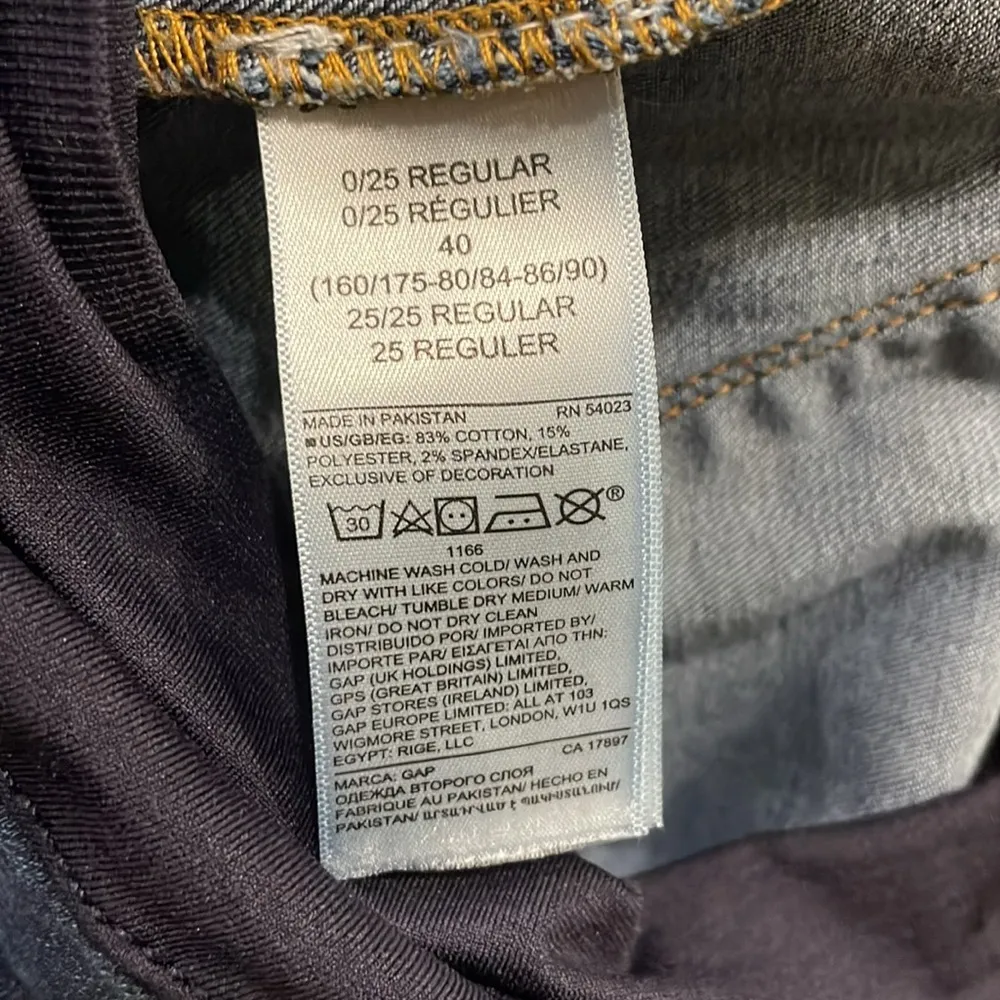 0/25 REGULAR
0/25 RÉGULIER
40
(160/175-80/84-86/90)
25/25 REGULAR
25 REGULER
MADE IN PAKISTAN RN 54023
US/GB/EG: 83% COTTON, 15%
POLYESTER, 2% SPANDEX/ELASTANE,
EXCLUSIVE OF DECORATION
30 ®
1166
MACHINE WASH COLD/ WASH AND
DRY WITH LIKE COLORS/ DO NOT
BLEACH/ TUMBLE DRY MEDIUM/ WARM
IRON/ DO NOT DRY CLEAN
DISTRIBUIDO POR/ IMPORTED BY/
IMPORTE PAR/ ΕΙΣΑΓΕΤΑΙ ΑΠΟ ΤΗΝ:
GAP (UK HOLDINGS) LIMITED,
GPS (GREAT BRITAIN) LIMITED,
GAP STORES (IRELAND) LIMITED,
GAP EUROPE LIMITED: ALL AT 103
WIGMORE STREET, LONDON, W1U 1QS
EGYPT: RIGE, LLC CA 17897
MARCA: GAP
ОДЕЖДА ВТОРОГО СЛОЯ
FABRIQUE AU PAKISTAN/ HECHO EN
PAKISTAN/ ԱՐՏԱԴՐՎԱԾ Է ՊԱԿԻՍՏԱՆՈՒՄ/